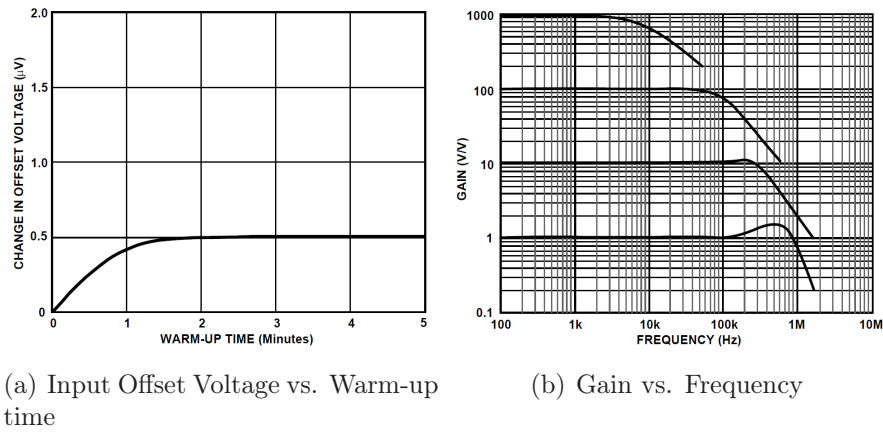 CHANGE IN OFFSET VOLTAGE (µV)
2.0
1.5
1.0
0.5
0
0 1 2 3 4 5
WARM-UP TIME (Minutes)
(a) Input Offset Voltage vs. Warm-up
time
GAIN (V/V)
1000
100
10
1
0.1
100 1k 10k 100k 1M 10M
FREQUENCY (Hz)
(b) Gain vs. Frequency